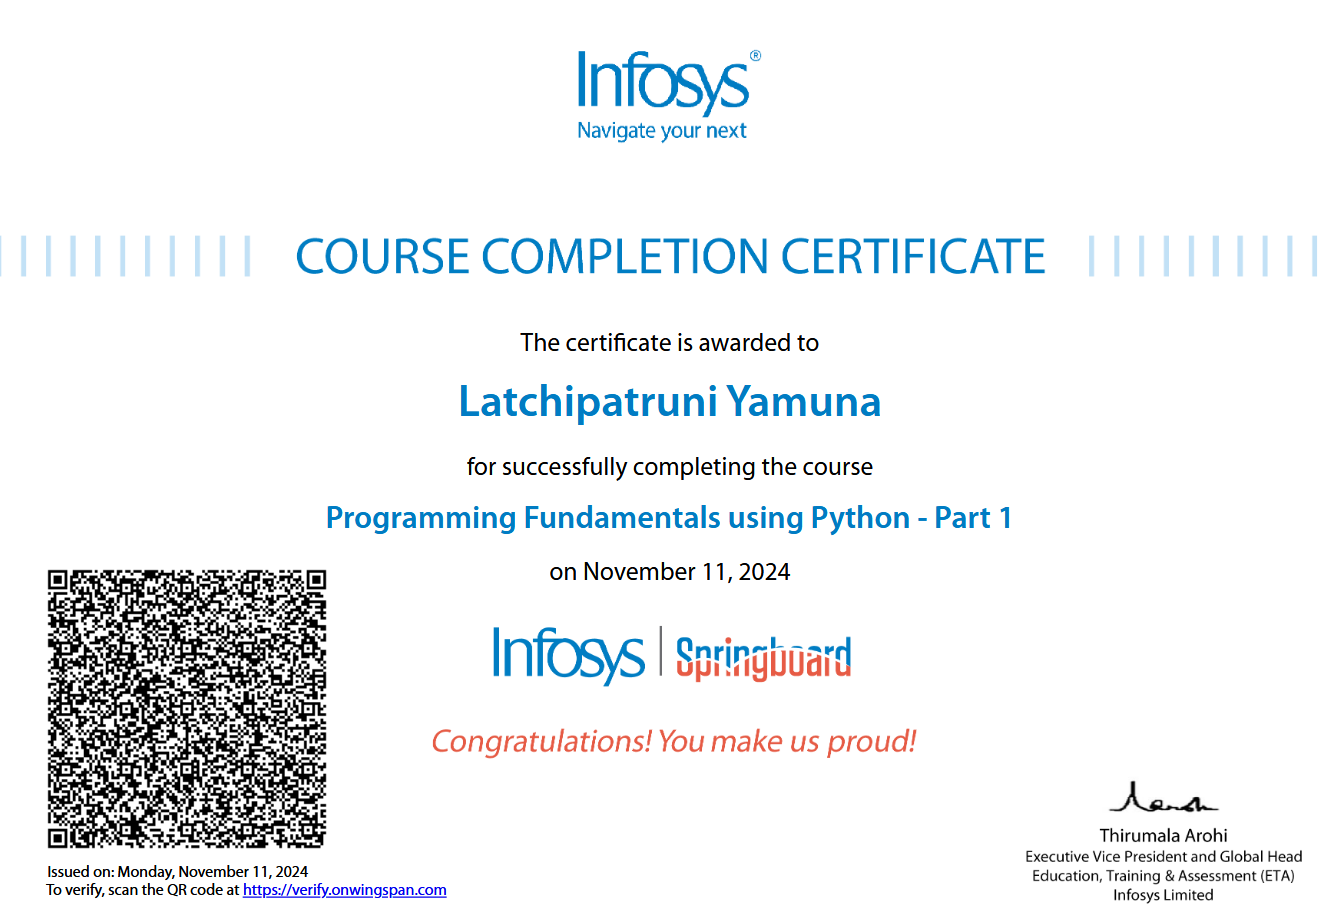 Infosys®
Navigate your next
COURSE COMPLETION CERTIFICATE
The certificate is awarded to
Latchipatruni Yamuna
for successfully completing the course
Programming Fundamentals using Python - Part 1
on November 11, 2024
Infosys | Springboard
Congratulations! You make us proud!
Issued on: Monday, November 11, 2024
To verify, scan the QR code at https://verify.onwingspan.com
Thirumala Arohi
Executive Vice President and Global Head
Education, Training & Assessment (ETA)
Infosys Limited